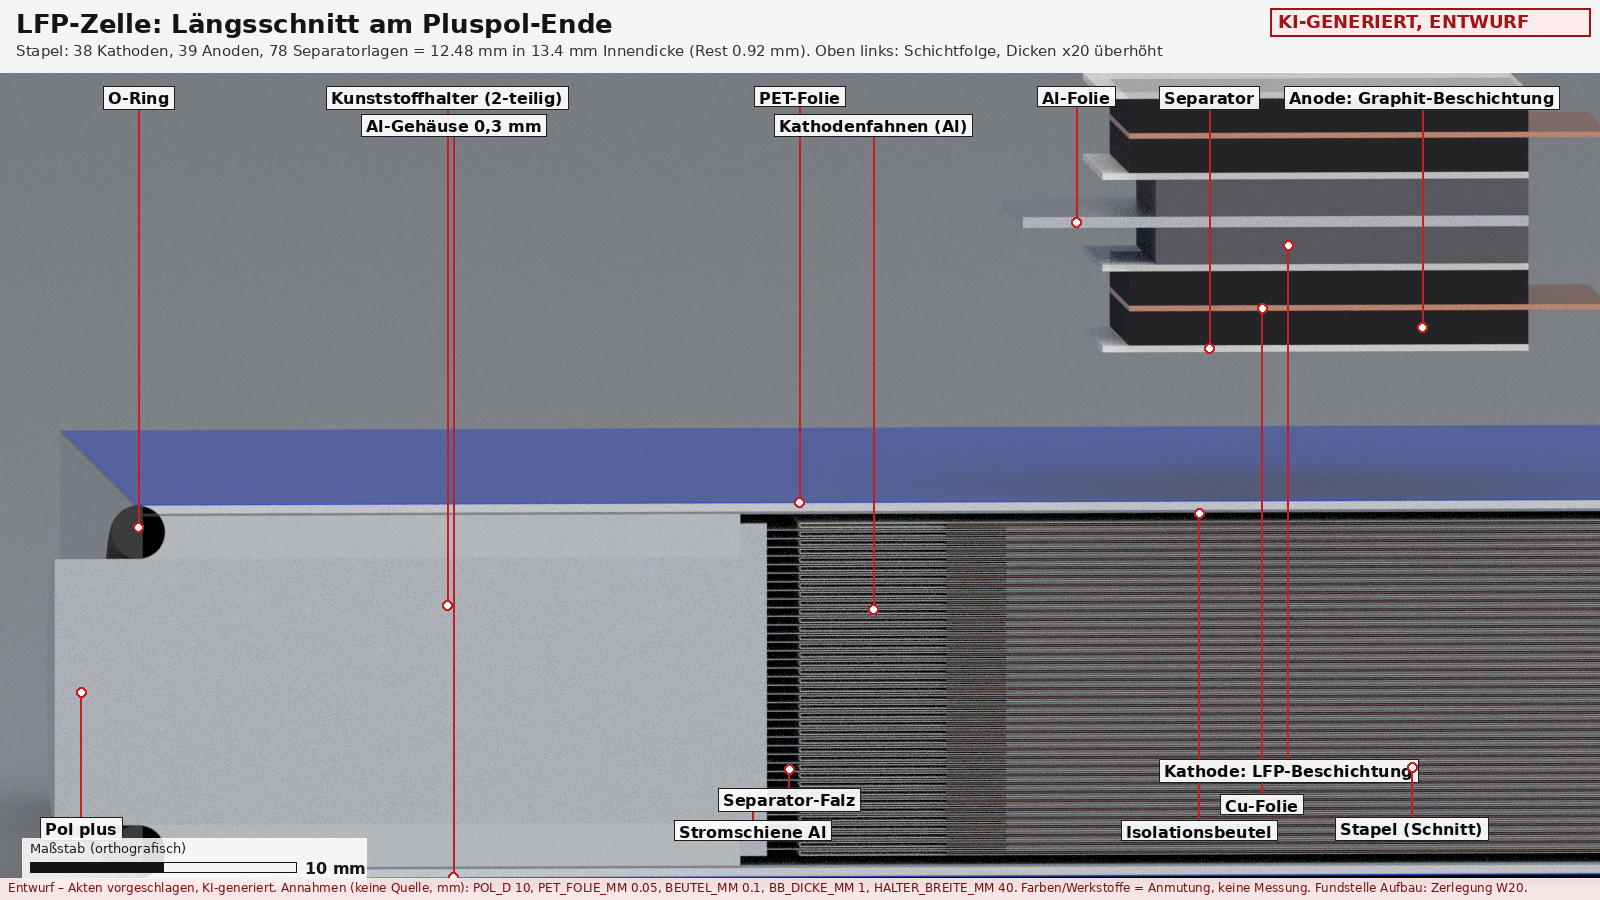 LFP-Zelle: Längsschnitt am Pluspol-Ende
KI-GENERIERT, ENTWURF
Stapel: 38 Kathoden, 39 Anoden, 78 Separatorlagen = 12.48 mm in 13.4 mm Innendicke (Rest 0.92 mm). Oben links: Schichtfolge, Dicken x20 überhöht
O-Ring
Kunststoffhalter (2-teilig)
PET-Folie
Al-Folie
Separator
Anode: Graphit-Beschichtung
Al-Gehäuse 0,3 mm
Kathodenfahnen (Al)
Kathode: LFP-Beschichtung
Separator-Falz
Cu-Folie
Pol plus
Stromschiene Al
Isolationsbeutel
Stapel (Schnitt)
Maßstab (orthografisch)
10 mm
Entwurf – Akten vorgeschlagen, KI-generiert. Annahmen (keine Quelle, mm): POL_D 10, PET_FOLIE_MM 0.05, BEUTEL_MM 0.1, BB_DICKE_MM 1, HALTER_BREITE_MM 40. Farben/Werkstoffe = Anmutung, keine Messung. Fundstelle Aufbau: Zerlegung W20.